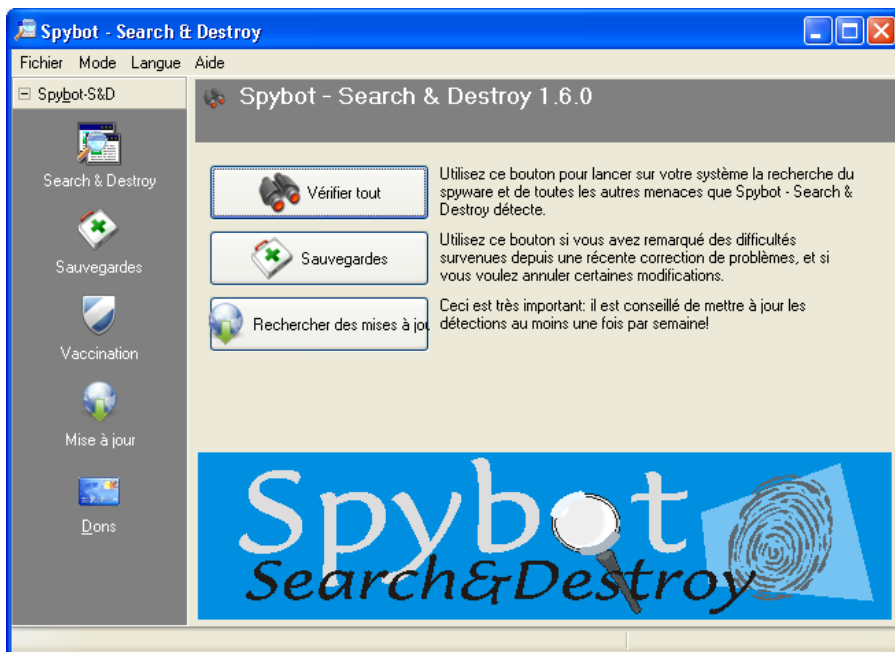 Spybot - Search & Destroy
Fichier Mode Langue Aide
Spybot-S&D
Search & Destroy
Sauvegardes
Vaccination
Mise à jour
Dons
Spybot - Search & Destroy 1.6.0
Vérifier tout
Utilisez ce bouton pour lancer sur votre système la recherche du
spyware et de toutes les autres menaces que Spybot - Search &
Destroy détecte.
Sauvegardes
Utilisez ce bouton si vous avez remarqué des difficultés
survenues depuis une récente correction de problèmes, et si
vous voulez annuler certaines modifications.
Rechercher des mises à jou
Ceci est très important: il est conseillé de mettre à jour les
détections au moins une fois par semaine!
Spybot
Search&Destroy